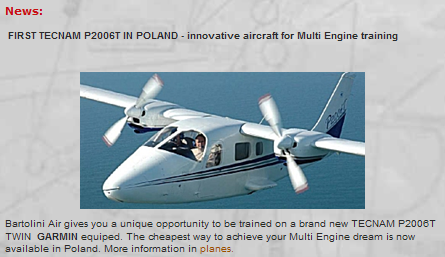 News:
FIRST TECNAM P2006T IN POLAND - innovative aircraft for Multi Engine training
Bartolini Air gives you a unique opportunity to be trained on a brand new TECNAM P2006T
TWIN GARMIN equiped. The cheapest way to achieve your Multi Engine dream is now
available in Poland. More information in planes.